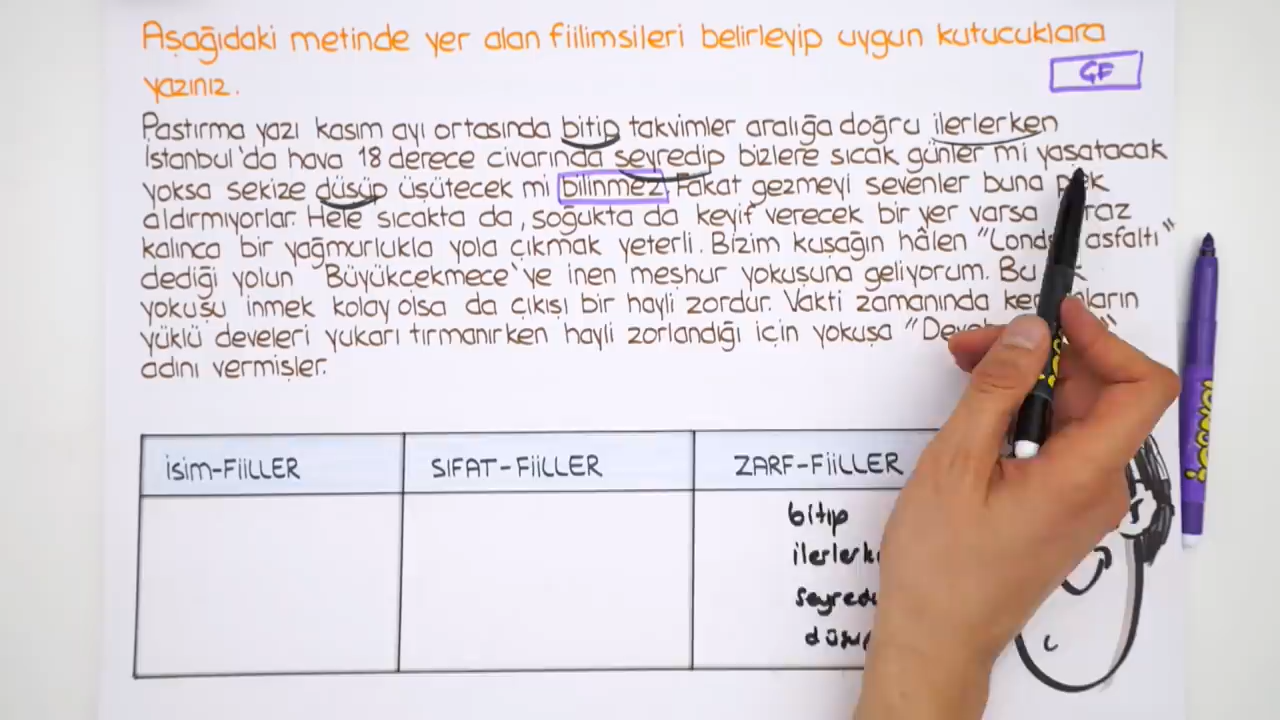 Aşağıdaki metinde yer alan fiilimsileri belirleyip uygun kutucuklara
yazınız.
ÇF
Pastırma yazı kasım ayı ortasında bitip takvimler aralığa doğru ilerlerken
İstanbul'da hava 18 derece civarında seyredip bizlere sıcak günler mi yaşatacak
yoksa sekize düşüp üşütecek mi bilinmez. Fakat gezmeyi sevenler buna
aldırmıyorlar. Hele sıcakta da, soğukta da keyif verecek bir yer varsa
kalınca bir yağmurlukla yola çıkmak yeterli. Bizim kuşağın hâlen "Lond asfaltı"
dediği yolun Büyükçekmece'ye inen meşhur yokuşuna geliyorum. Bu
yokuşu inmek kolay olsa da çıkışı bir hayli zordur. Vakti zamanında
yüklü develeri yukarı tırmanırken hayli zorlandığı için yokuşa "Deve
adını vermişler.
İSİM-FİİLLER SIFAT-FİİLLER ZARF-FİİLLER
bitip
ilerlerk
seyred
düşü